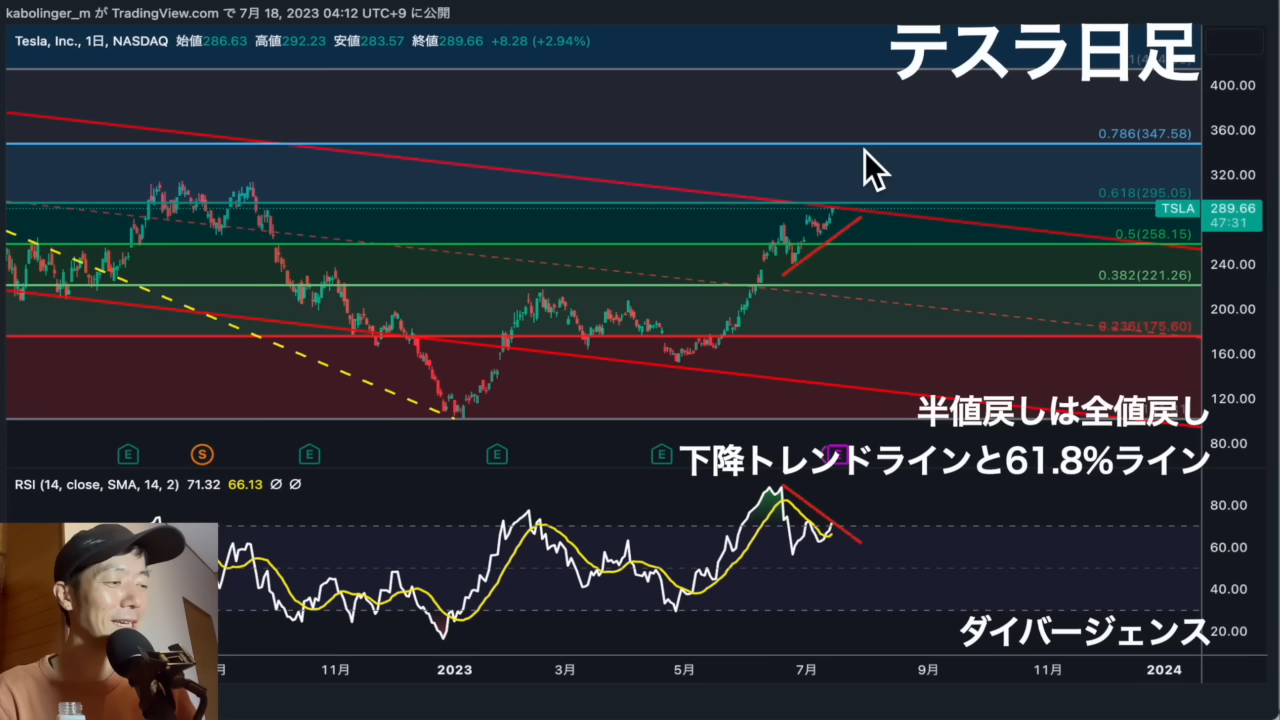 kabolinger_m が TradingView.com で 7月 18, 2023 04:12 UTC+9 に公開
Tesla, Inc., 1日, NASDAQ 始値286.63 高値292.23 安値283.57 終値289.66 +8.28 (+2.94%)
テスラ日足
400.00
0.786(347.58)
360.00
320.00
0.618(295.05)
TSLA 289.66
47:31
0.5(258.15)
240.00
0.382(221.26)
200.00
0.236(175.60)
160.00
120.00
半値戻しは全値戻し
80.00
E S E E E E
下降トレンドラインと61.8%ライン
RSI (14, close, SMA, 14, 2) 71.32 66.13 ∅ ∅
80.00
60.00
40.00
ダイバージェンス
20.00
月 11月 2023 3月 5月 7月 9月 11月 2024